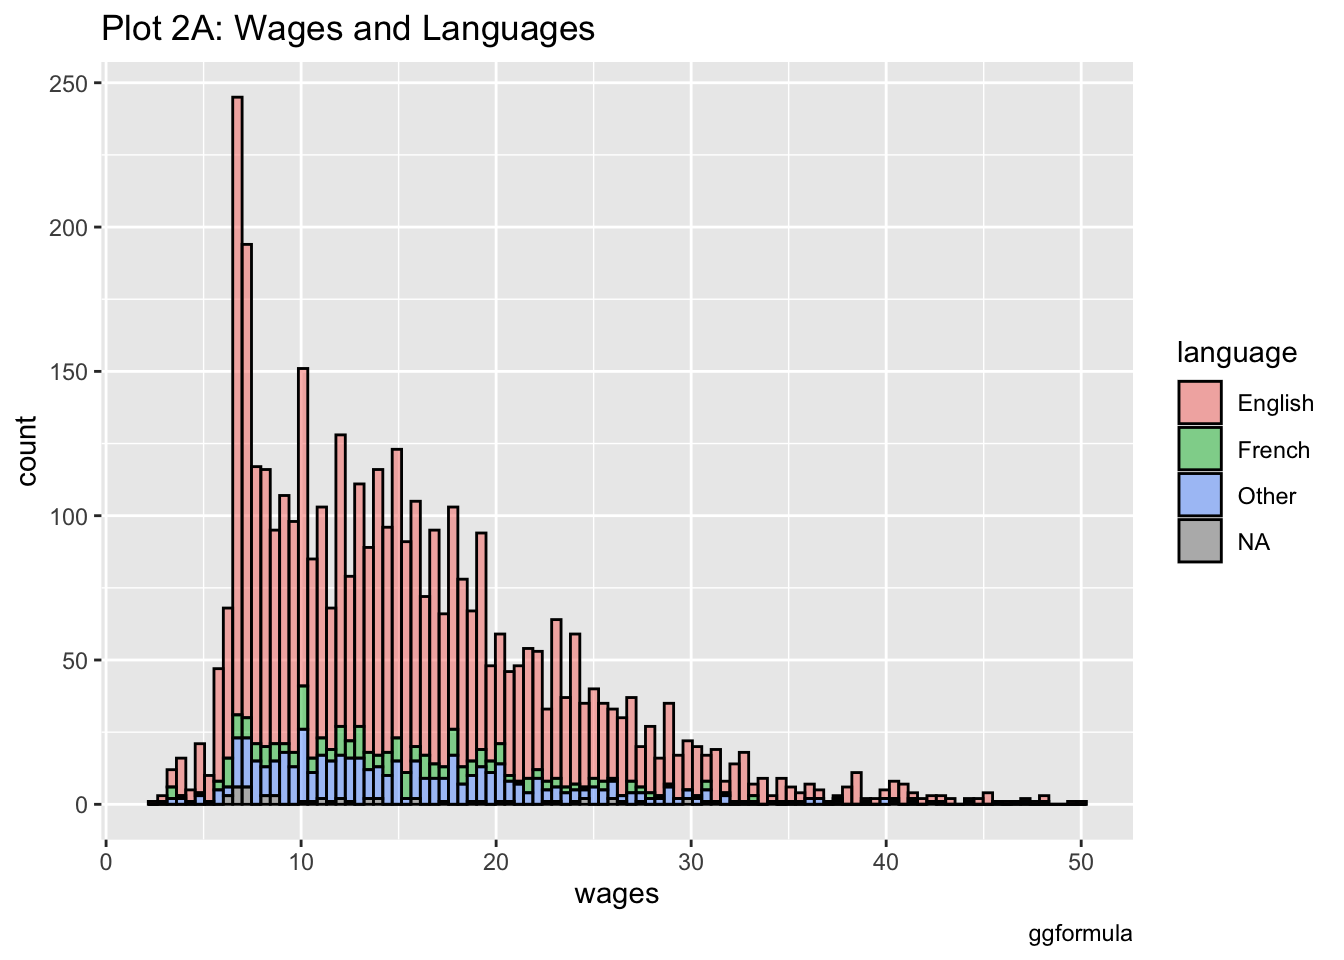 Plot 2A: Wages and Languages
250
200
150
100
50
0
count
0 10 20 30 40 50
wages
language
English
French
Other
NA
ggformula